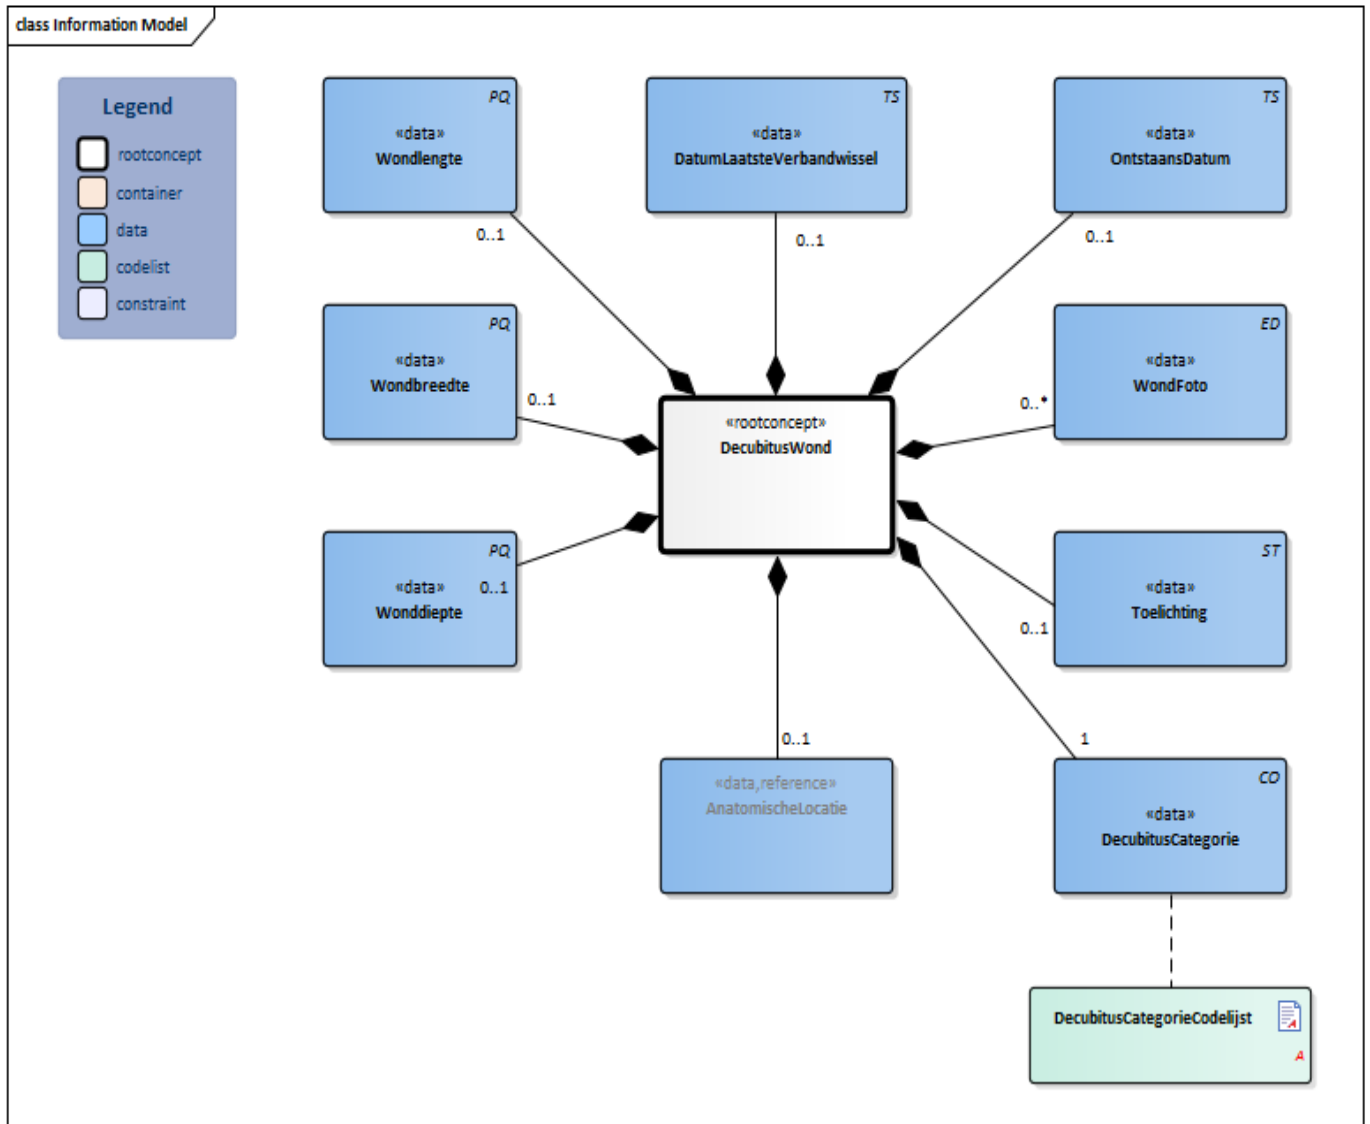 class Information Model
Legend
rootconcept
container
data
codelist
constraint
PQ
«data»
Wondlengte
0..1
TS
«data»
DatumLaatsteVerbandwissel
0..1
TS
«data»
OntstaansDatum
0..1
PQ
«data»
Wondbreedte
0..1
ED
«data»
WondFoto
0..*
«rootconcept»
DecubitusWond
PQ
«data»
0..1
Wonddiepte
ST
«data»
Toelichting
0..1
0..1
«data,reference»
AnatomischeLocatie
1
CO
«data»
DecubitusCategorie
DecubitusCategorieCodelijst
A
A